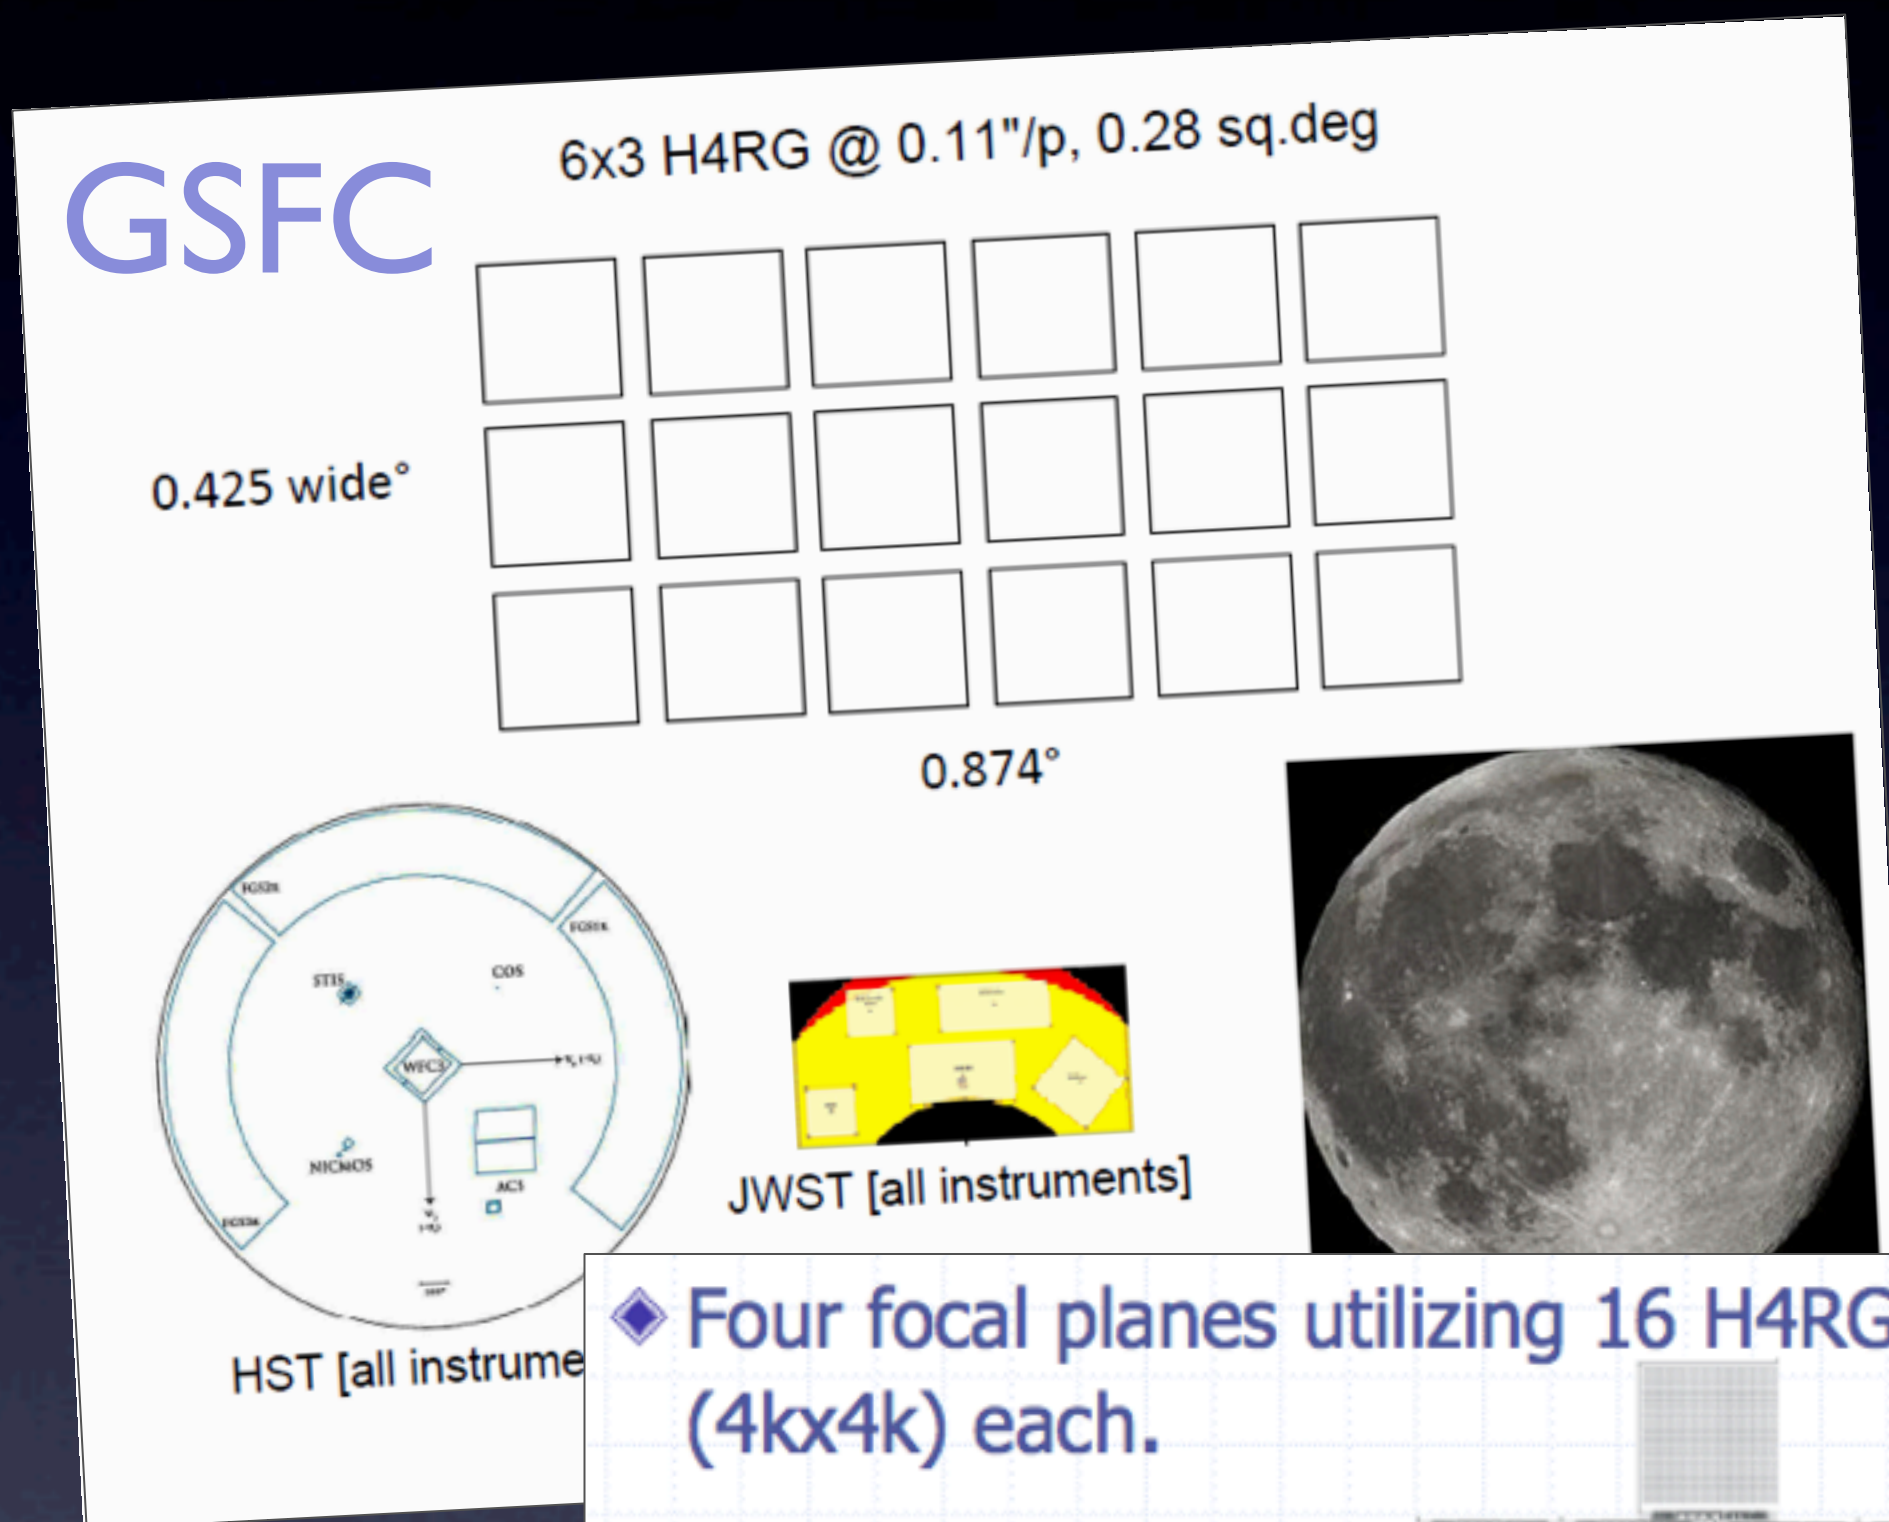 GSFC
6x3 H4RG @ 0.11"/p, 0.28 sq.deg
0.425 wide°
0.874°
STIS
COS
FGS1R
WFC3
NICMOS
ACS
JWST [all instruments]
HST [all instrume
Four focal planes utilizing 16 H4RG
(4kx4k) each.